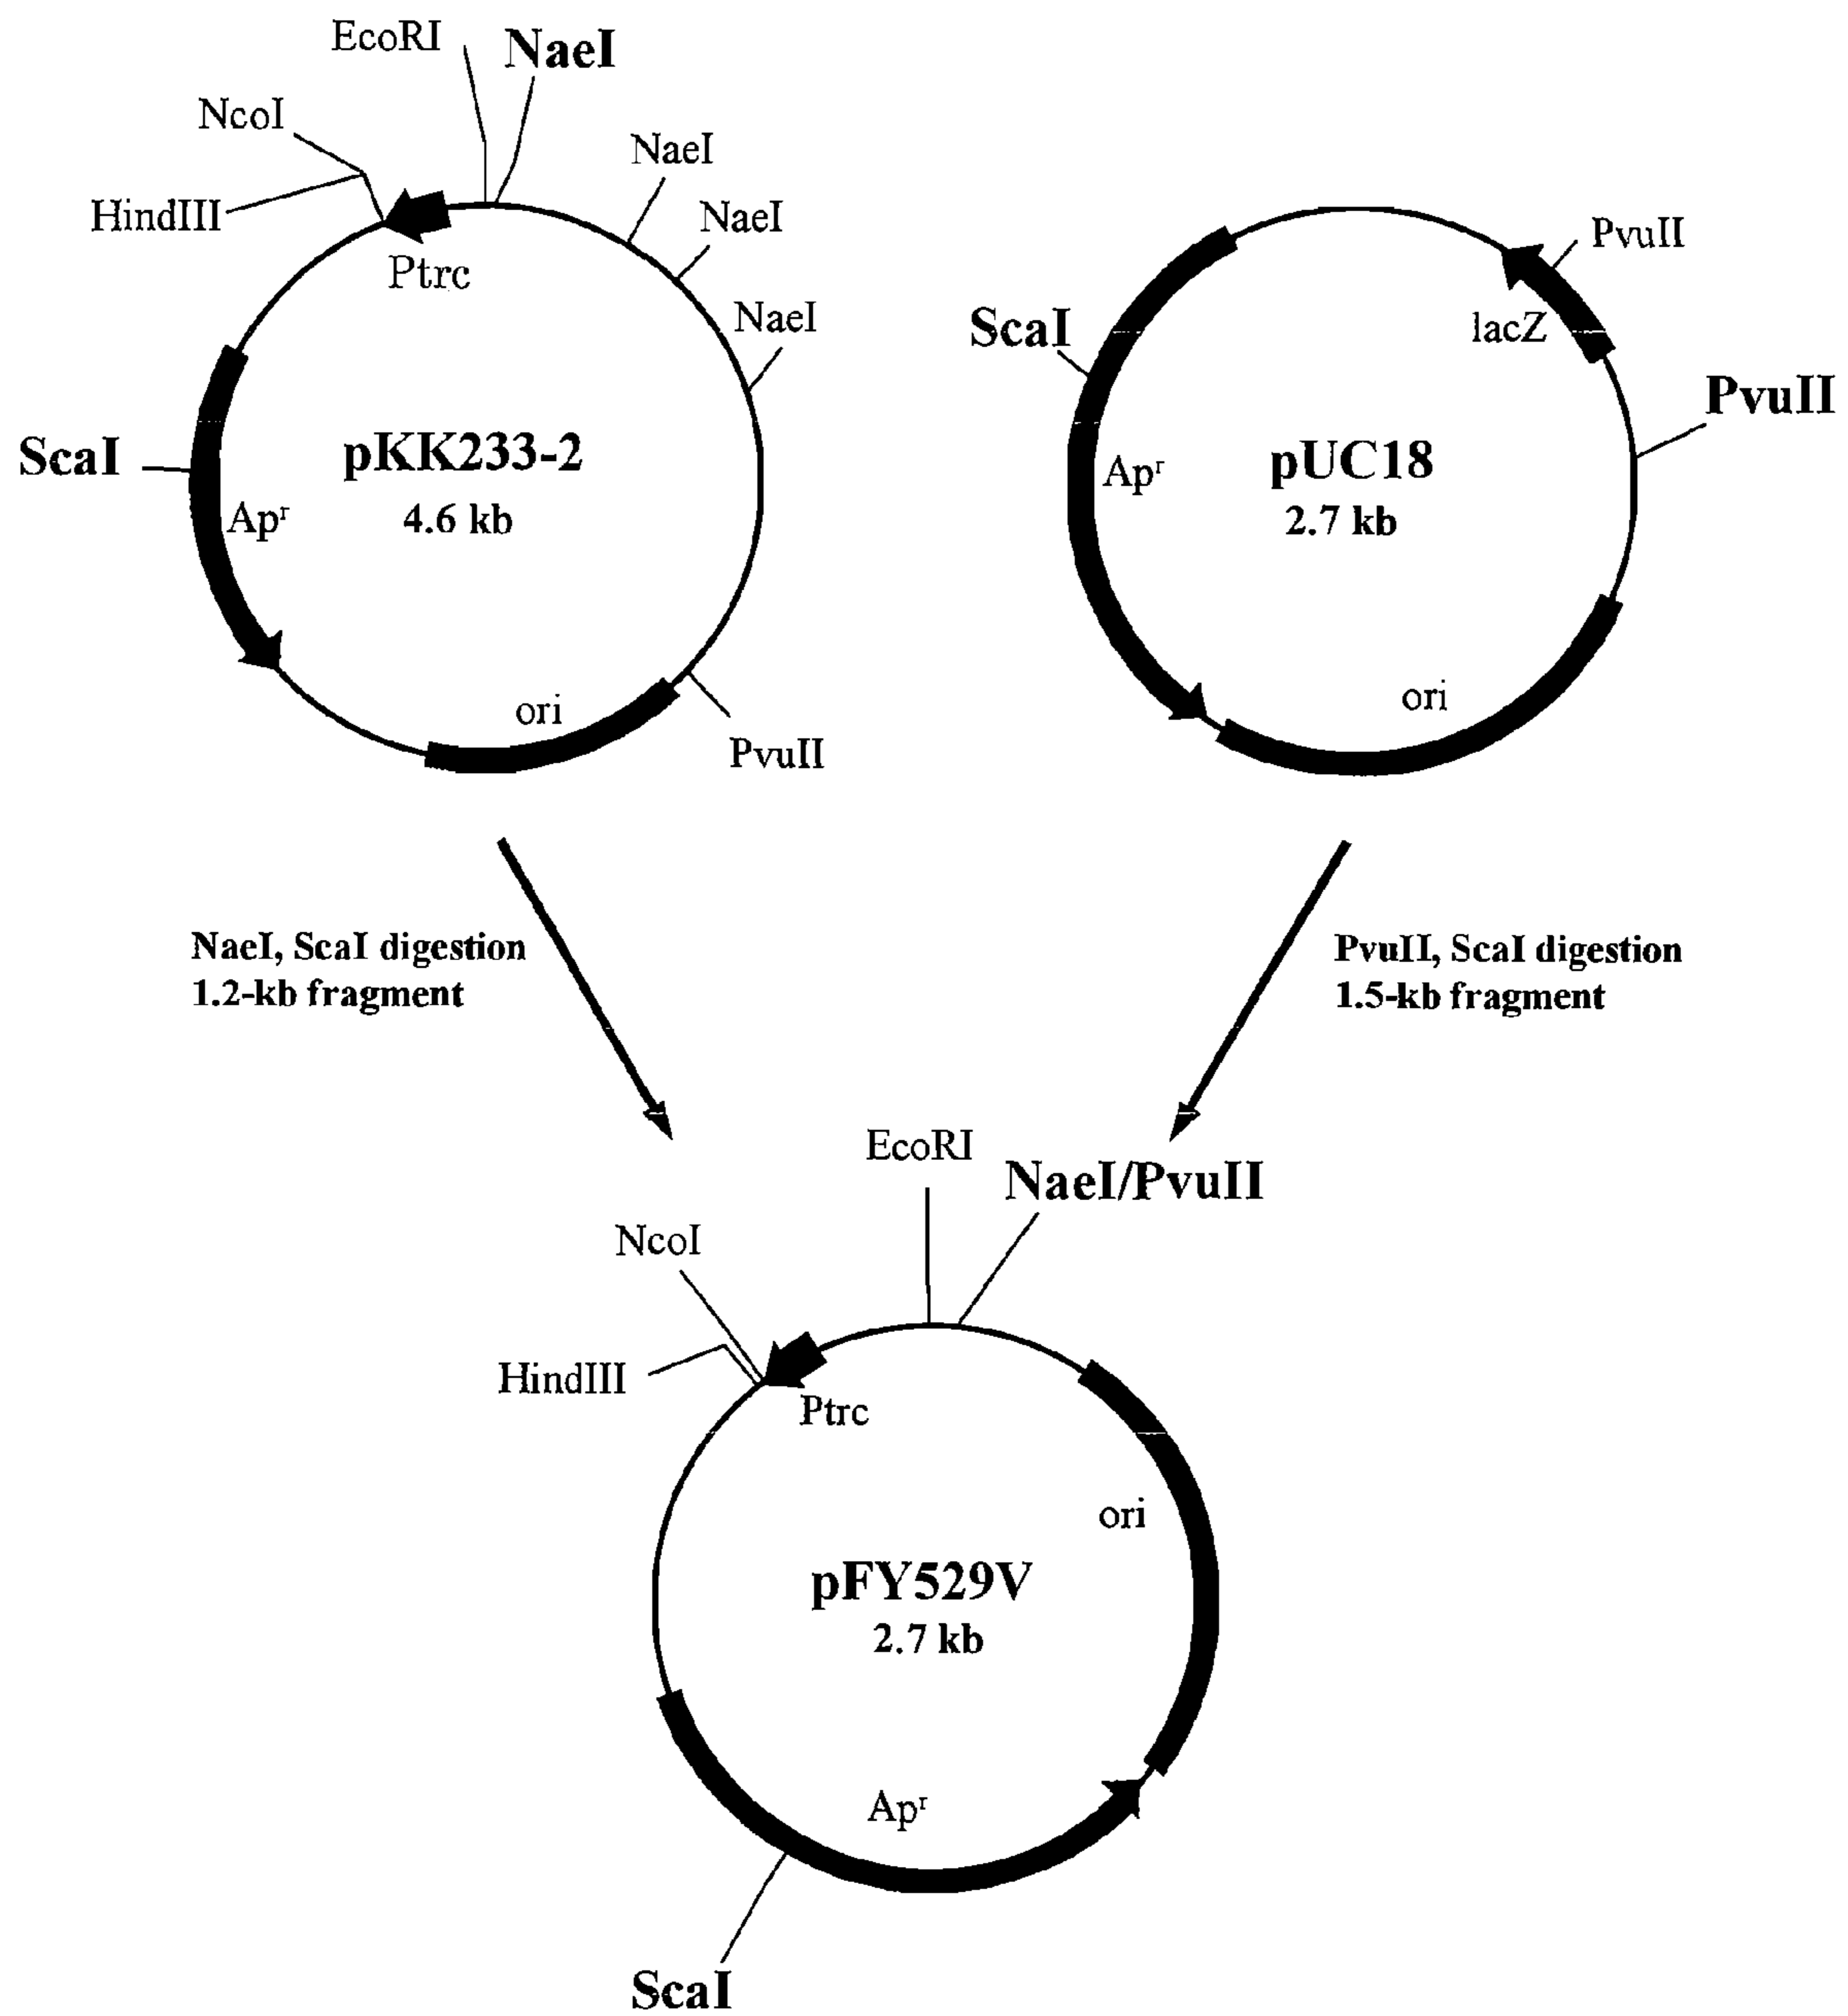 EcoRI
NaeI
NcoI
NaeI
HindIII
NaeI
Ptrc
NaeI
ScaI
pKK233-2
4.6 kb
Apʳ
ori
PvuII
PvuII
lacZ
ScaI
PvuII
pUC18
2.7 kb
Apʳ
ori
NaeI, ScaI digestion
1.2-kb fragment
PvuII, ScaI digestion
1.5-kb fragment
EcoRI
NaeI/PvuII
NcoI
HindIII
Ptrc
ori
pFY529V
2.7 kb
Apʳ
ScaI